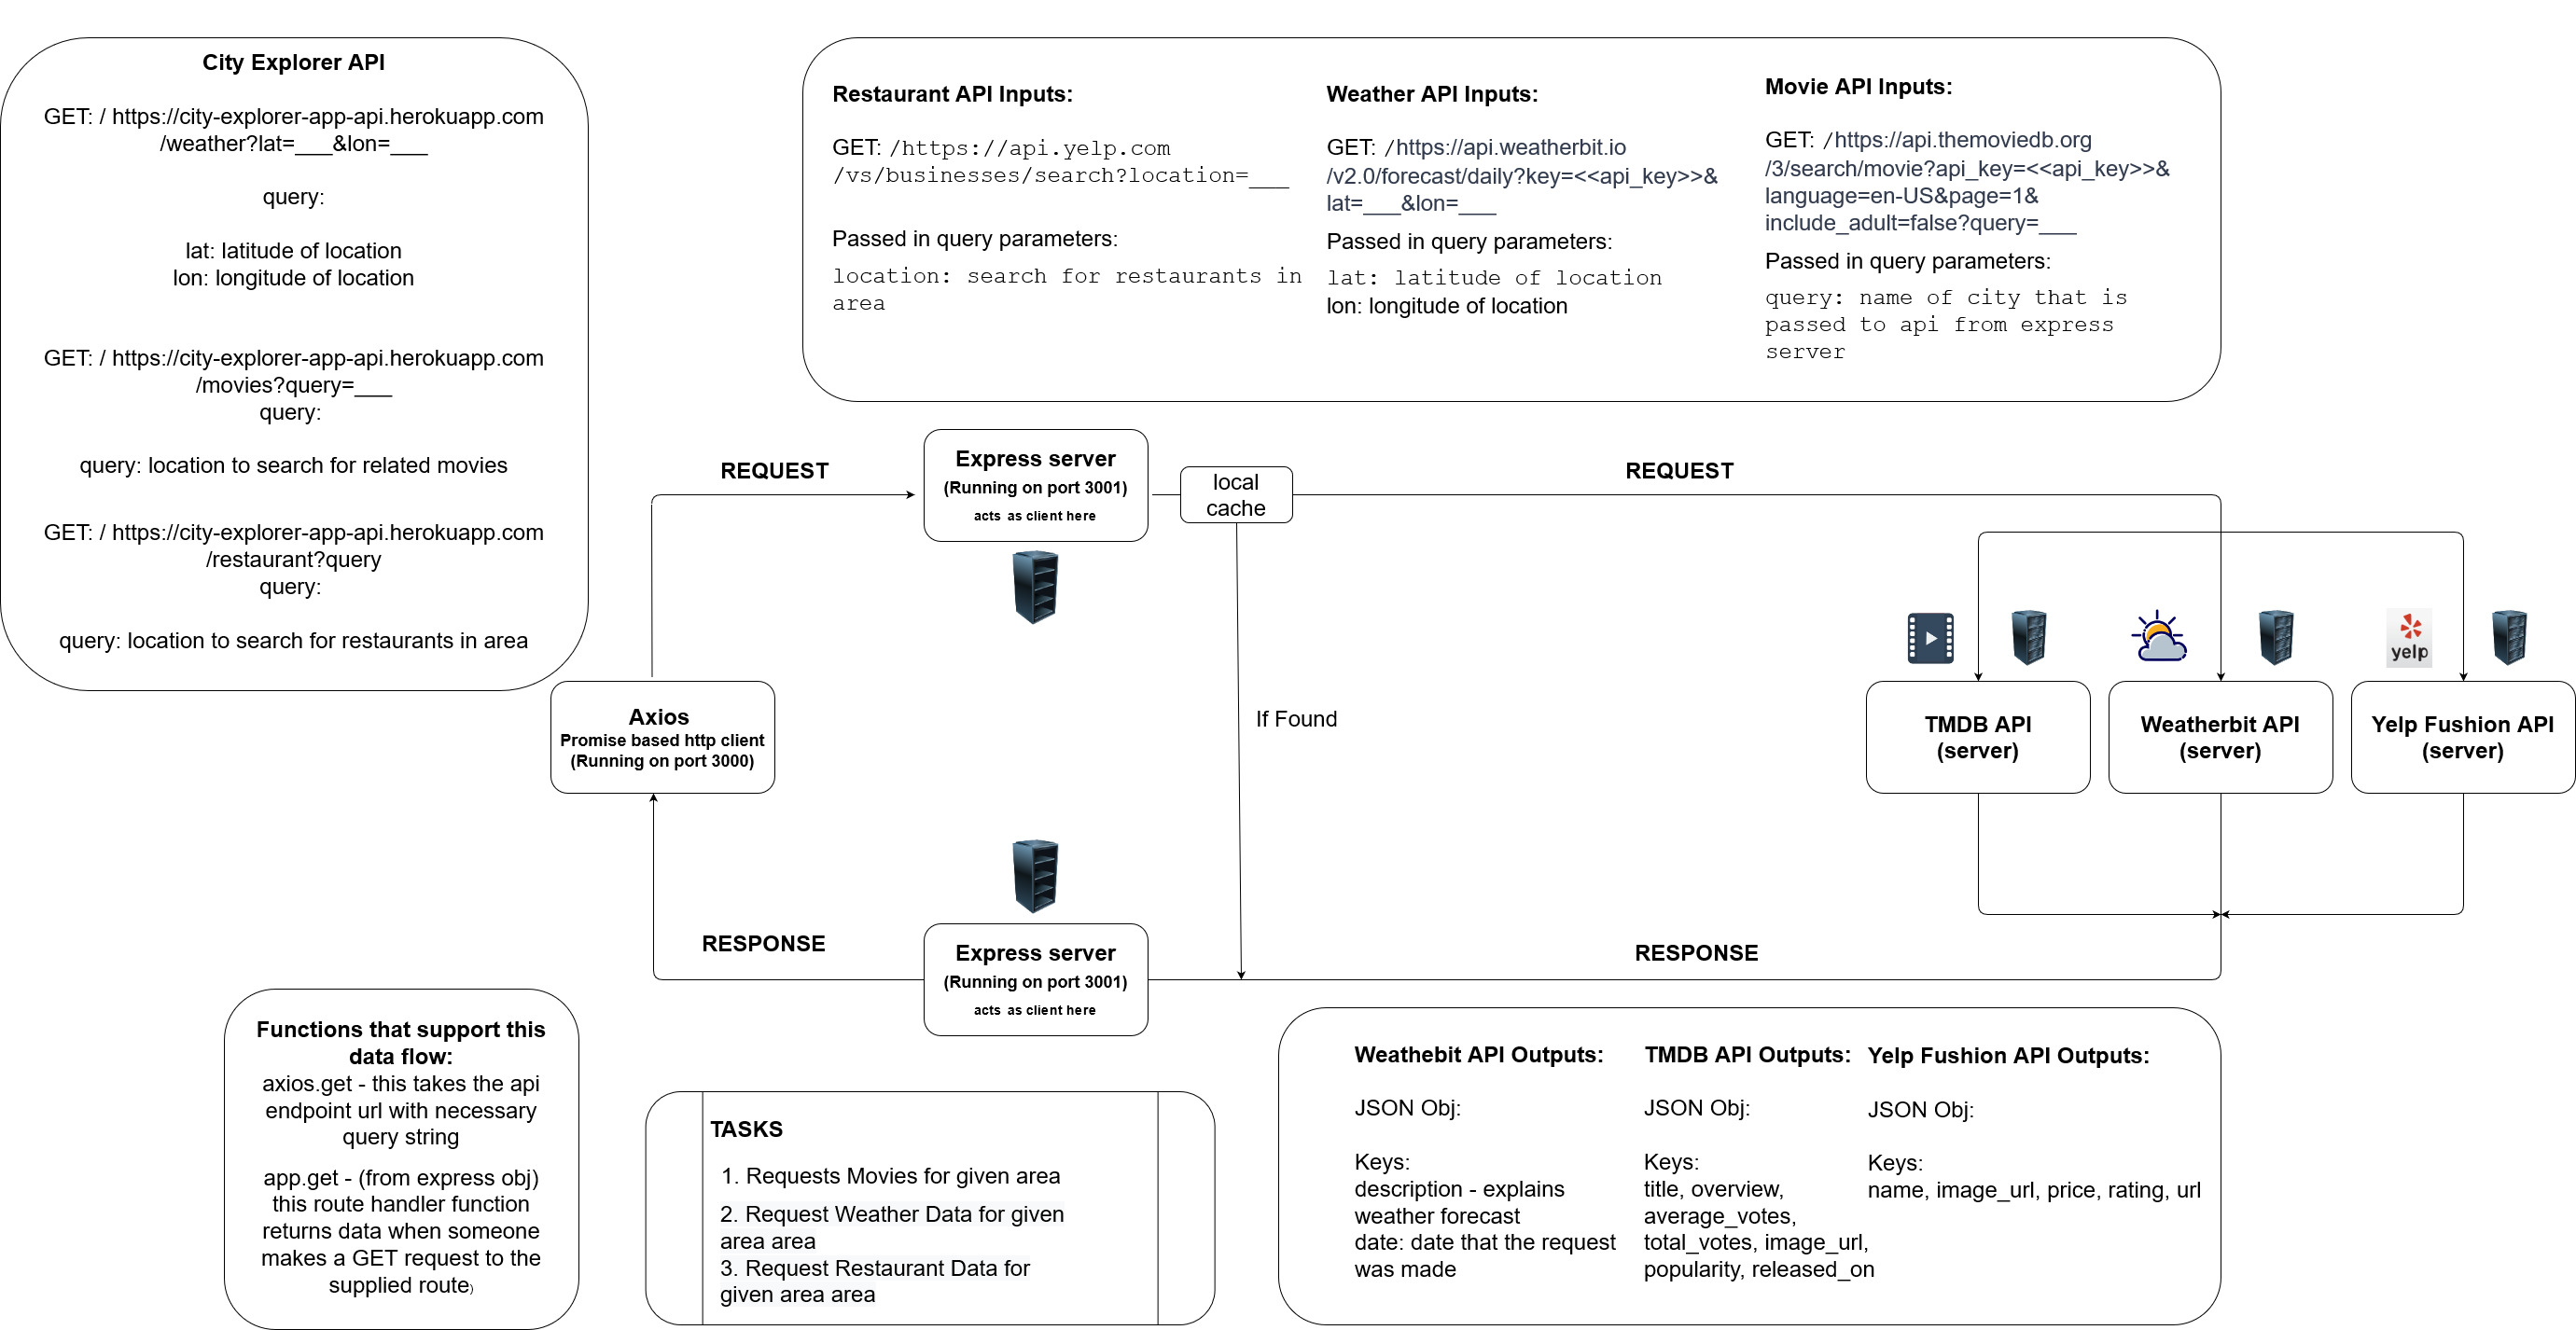 City Explorer API
GET: / https://city-explorer-app-api.herokuapp.com
/weather?lat=___&lon=___
query:
lat: latitude of location
lon: longitude of location
GET: / https://city-explorer-app-api.herokuapp.com
/movies?query=___
query:
query: location to search for related movies
GET: / https://city-explorer-app-api.herokuapp.com
/restaurant?query
query:
query: location to search for restaurants in area
Restaurant API Inputs:
GET: /https://api.yelp.com
/vs/businesses/search?location=___
Passed in query parameters:
location: search for restaurants in
area
Weather API Inputs:
GET: /https://api.weatherbit.io
/v2.0/forecast/daily?key=<<api_key>>&
lat=___&lon=___
Passed in query parameters:
lat: latitude of location
lon: longitude of location
Movie API Inputs:
GET: /https://api.themoviedb.org
/3/search/movie?api_key=<<api_key>>&
language=en-US&page=1&
include_adult=false?query=___
Passed in query parameters:
query: name of city that is
passed to api from express
server
REQUEST
Express server
(Running on port 3001)
acts as client here
local
cache
REQUEST
If Found
yelp
Axios
Promise based http client
(Running on port 3000)
TMDB API
(server)
Weatherbit API
(server)
Yelp Fushion API
(server)
RESPONSE
Express server
(Running on port 3001)
acts as client here
RESPONSE
Functions that support this
data flow:
axios.get - this takes the api
endpoint url with necessary
query string
app.get - (from express obj)
this route handler function
returns data when someone
makes a GET request to the
supplied route)
TASKS
1. Requests Movies for given area
2. Request Weather Data for given
area area
3. Request Restaurant Data for
given area area
Weathebit API Outputs:
JSON Obj:
Keys:
description - explains
weather forecast
date: date that the request
was made
TMDB API Outputs:
JSON Obj:
Keys:
title, overview,
average_votes,
total_votes, image_url,
popularity, released_on
Yelp Fushion API Outputs:
JSON Obj:
Keys:
name, image_url, price, rating, url